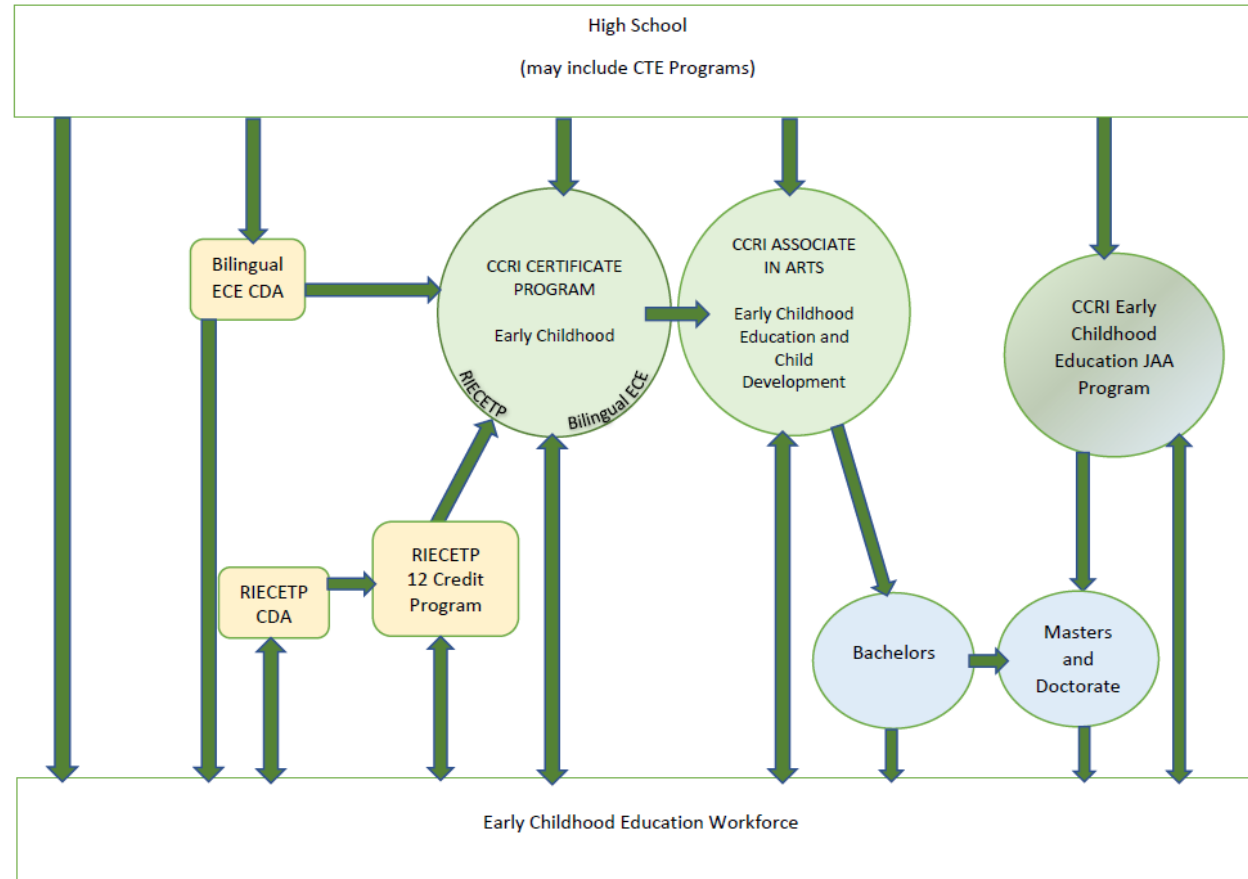 High School
(may include CTE Programs)
Bilingual
ECE CDA
CCRI CERTIFICATE
PROGRAM
Early Childhood
RIECETP
Bilingual ECE
CCRI ASSOCIATE
IN ARTS
Early Childhood
Education and
Child
Development
CCRI Early
Childhood
Education JAA
Program
RIECETP
CDA
RIECETP
12 Credit
Program
Bachelors
Masters
and
Doctorate
Early Childhood Education Workforce